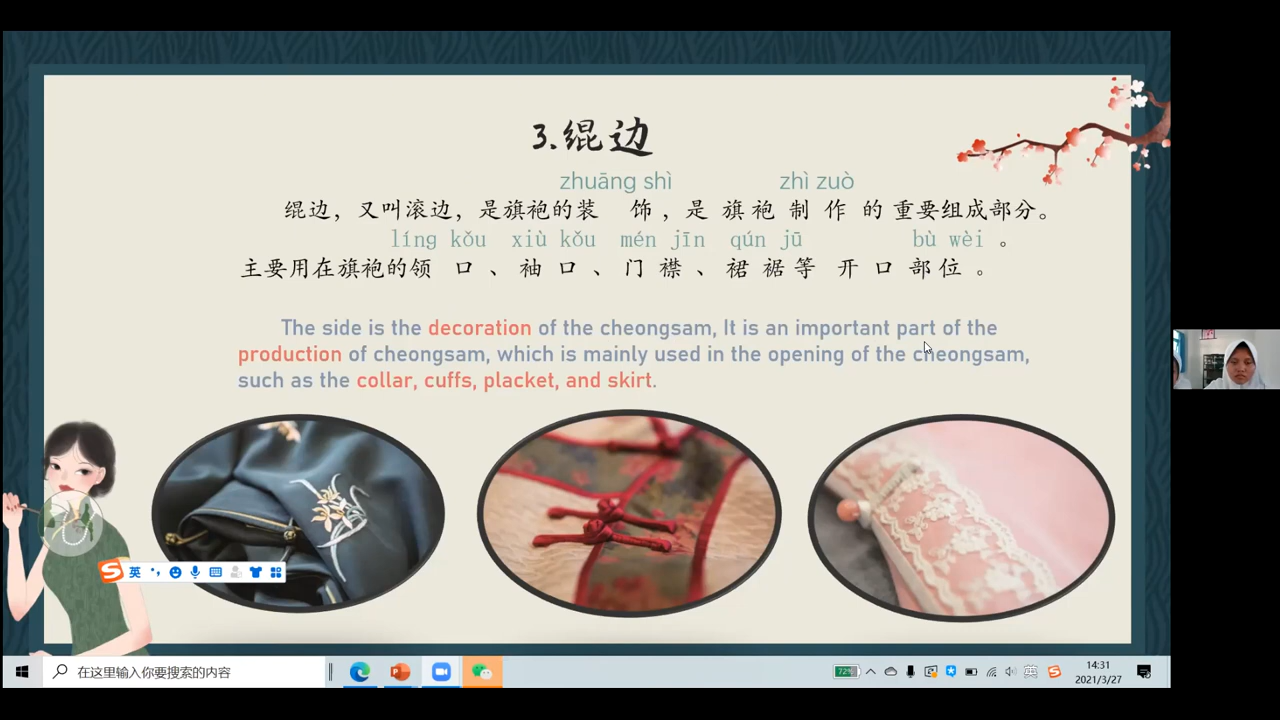 3.绲边
zhuāng shì zhì zuò
绲边，又叫滚边，是旗袍的装 饰，是 旗 袍 制 作 的 重要组成部分。
líng kǒu xiù kǒu mén jīn qún jū bù wèi 。
主要用在旗袍的领 口 、 袖 口 、 门 襟 、 裙 裾 等 开 口 部 位 。
The side is the decoration of the cheongsam, It is an important part of the
production of cheongsam, which is mainly used in the opening of the cheongsam,
such as the collar, cuffs, placket, and skirt.
英
在这里输入你要搜索的内容
72%
英
14:31
2021/3/27